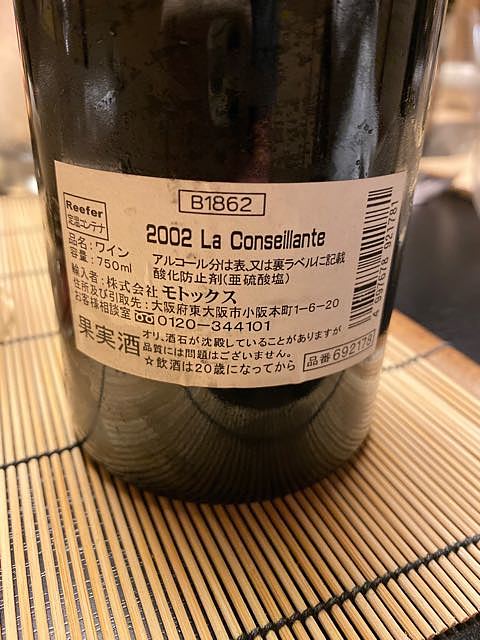 B1862
Reefer
定温コンテナ
2002 La Conseillante
品名：ワイン
アルコール分は表、又は裏ラベルに記載
容量：750ml
酸化防止剤(亜硫酸塩)
輸入者：株式会社 モトックス
住所及び引取先：大阪府東大阪市小阪本町1-6-20
お客様相談室 0120-344101
果実酒
オリ、酒石が沈殿していることがありますが
品質には問題はございません。
☆飲酒は20歳になってから
品番 692178
4 997678 921781